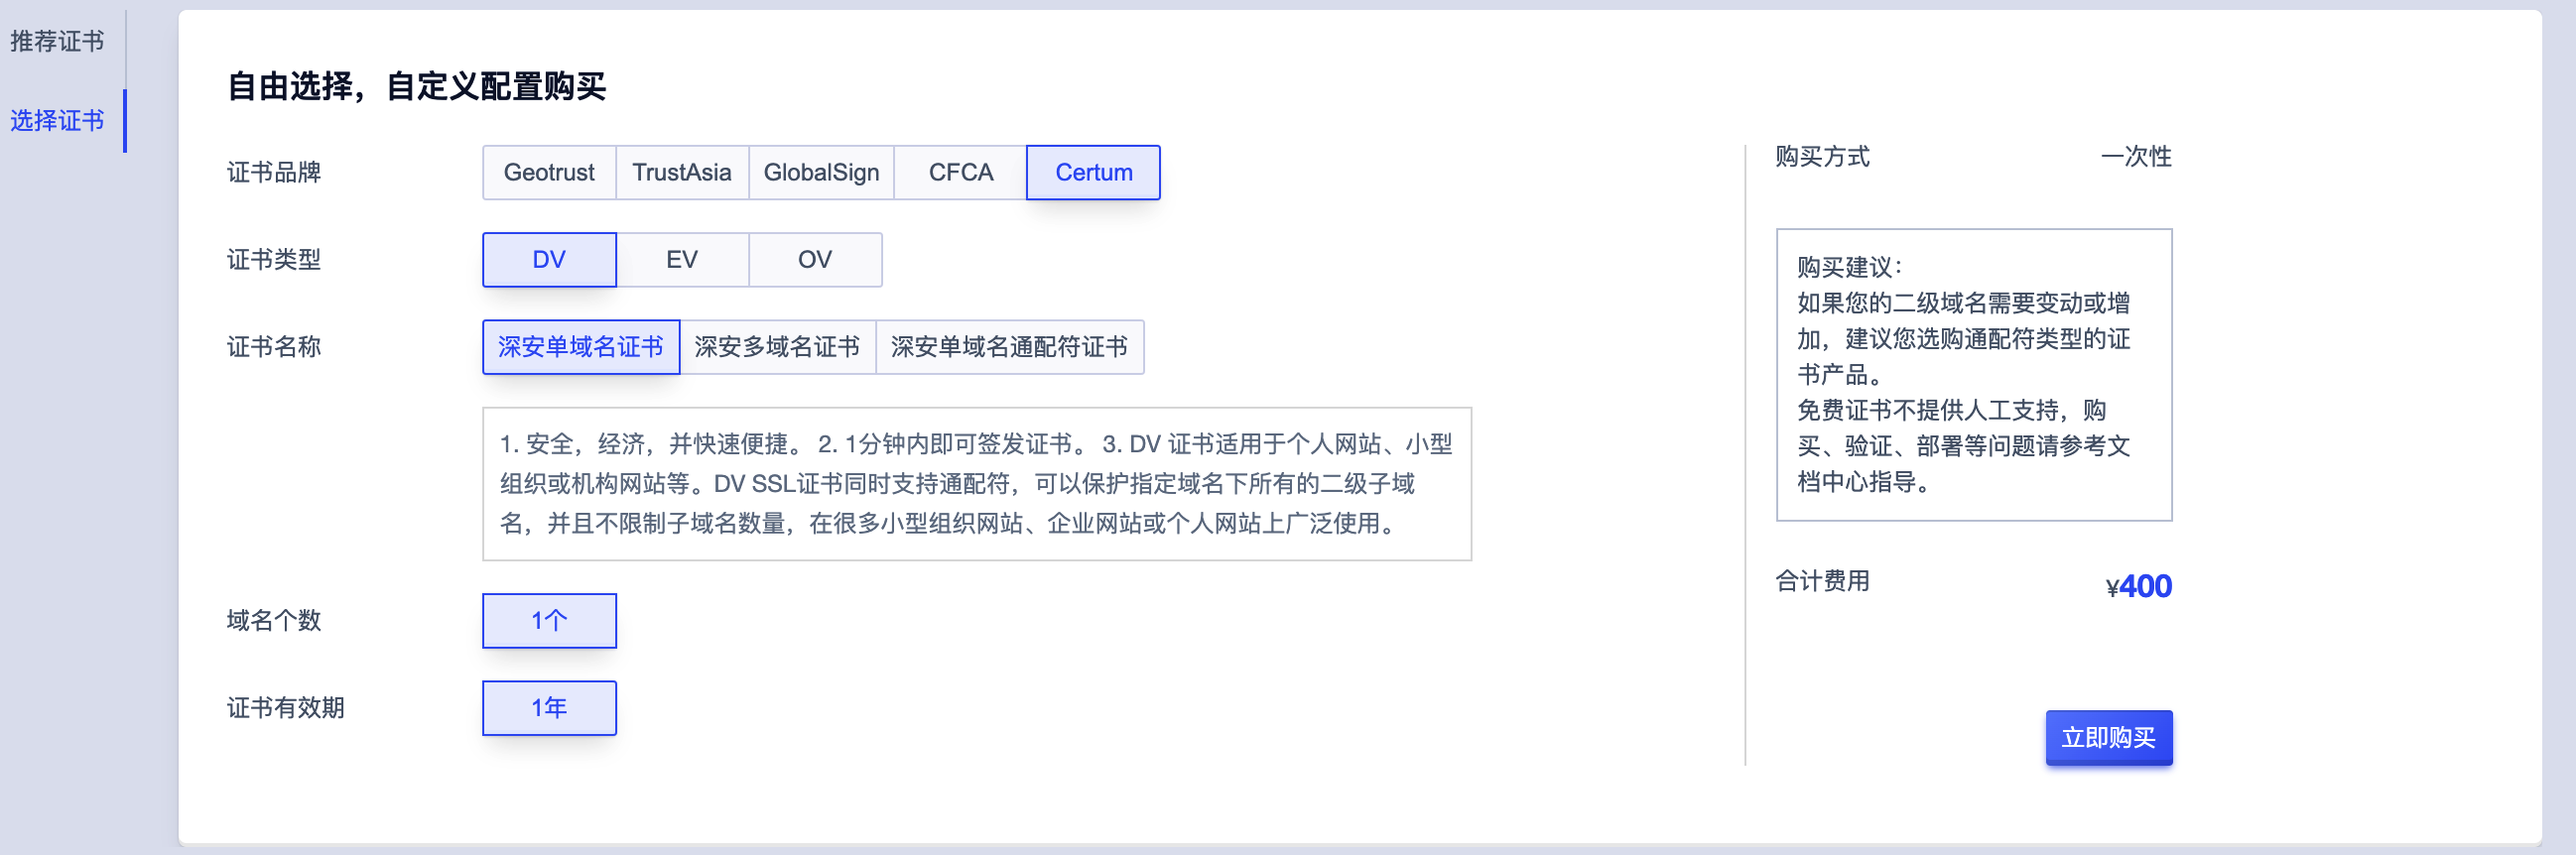 推荐证书
选择证书
自由选择，自定义配置购买
证书品牌
Geotrust
TrustAsia
GlobalSign
CFCA
Certum
证书类型
DV
EV
OV
证书名称
深安单域名证书
深安多域名证书
深安单域名通配符证书
1. 安全，经济，并快速便捷。 2. 1分钟内即可签发证书。 3. DV 证书适用于个人网站、小型
组织或机构网站等。DV SSL证书同时支持通配符，可以保护指定域名下所有的二级子域
名，并且不限制子域名数量，在很多小型组织网站、企业网站或个人网站上广泛使用。
域名个数
1个
证书有效期
1年
购买方式
一次性
购买建议：
如果您的二级域名需要变动或增
加，建议您选购通配符类型的证
书产品。
免费证书不提供人工支持，购
买、验证、部署等问题请参考文
档中心指导。
合计费用
¥400
立即购买